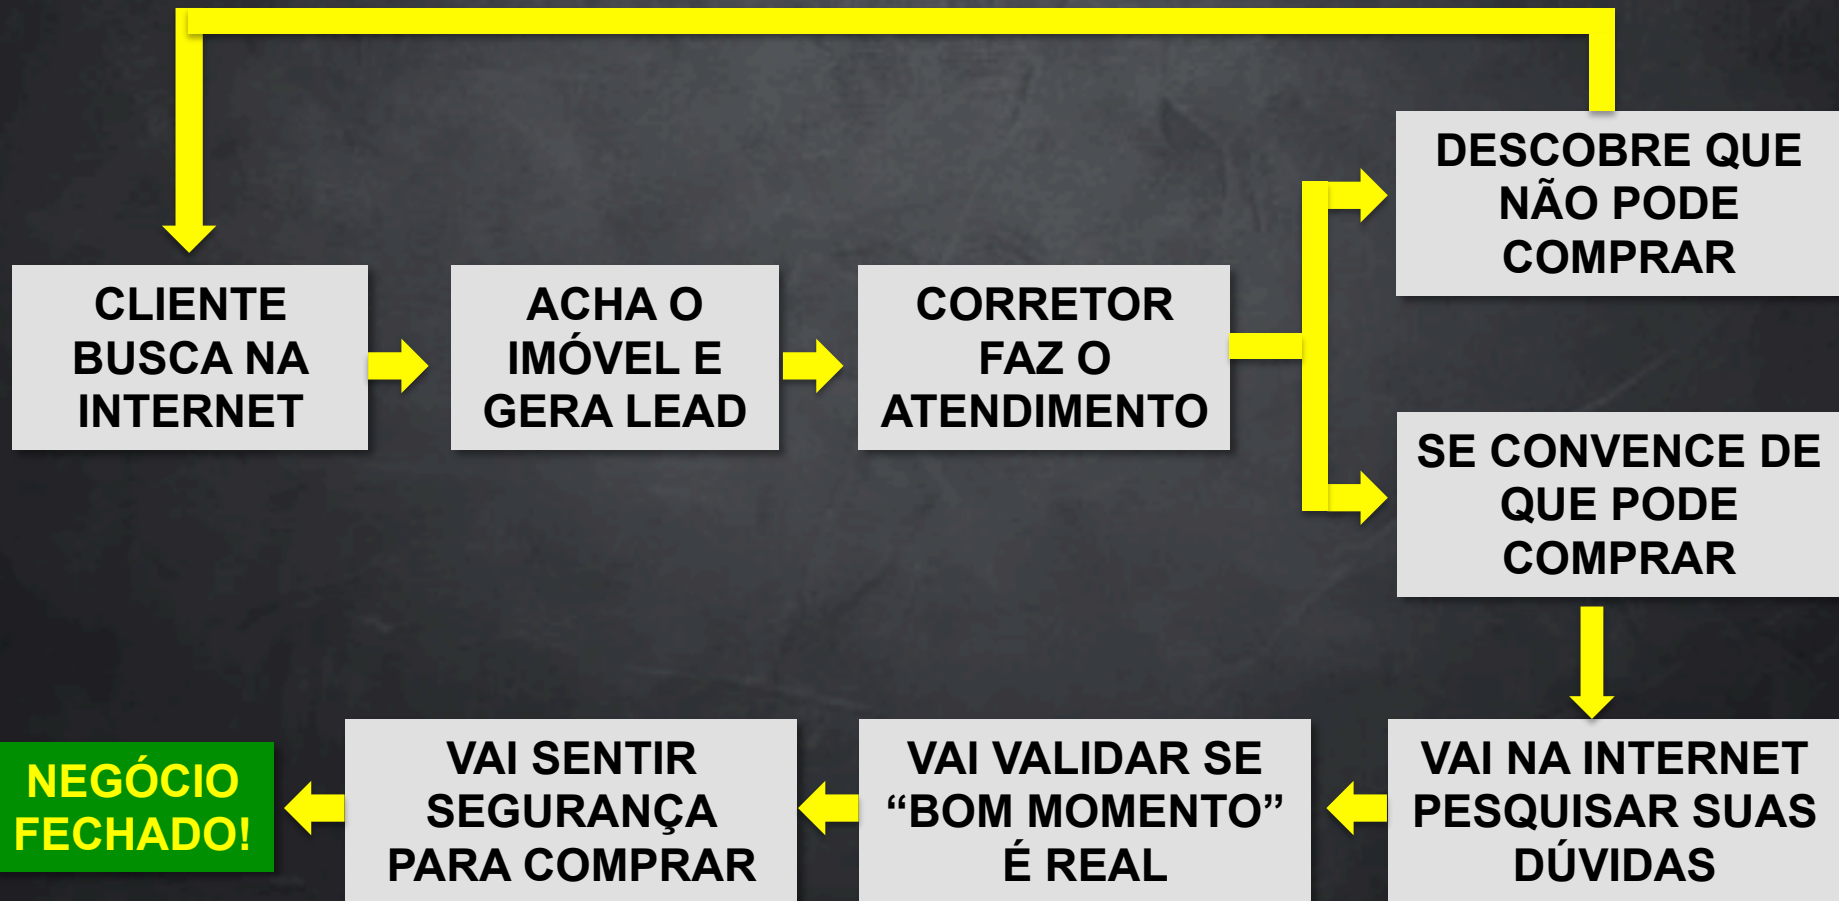 CLIENTE
BUSCA NA
INTERNET
ACHA O
IMÓVEL E
GERA LEAD
CORRETOR
FAZ O
ATENDIMENTO
DESCOBRE QUE
NÃO PODE
COMPRAR
SE CONVENCE DE
QUE PODE
COMPRAR
VAI NA INTERNET
PESQUISAR SUAS
DÚVIDAS
VAI VALIDAR SE
“BOM MOMENTO”
É REAL
VAI SENTIR
SEGURANÇA
PARA COMPRAR
NEGÓCIO
FECHADO!